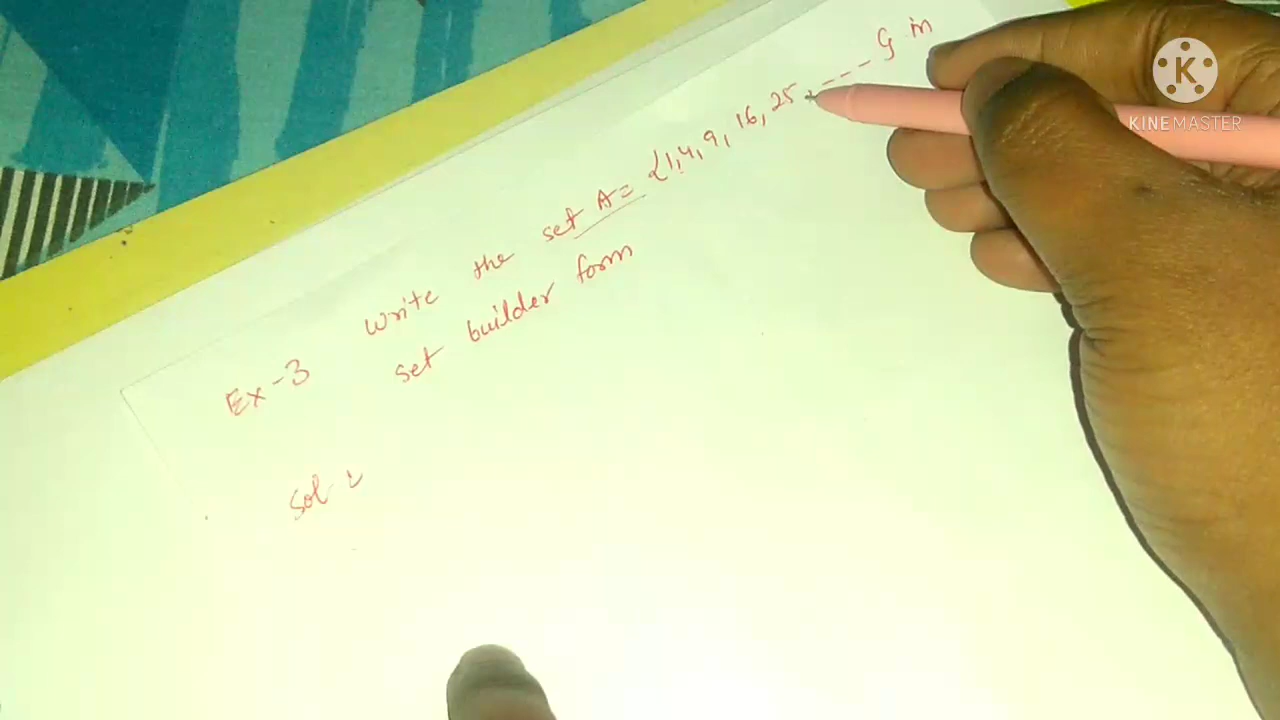 Ex-3 Write the set A= {1,4,9,16,25,---} in
set builder form
Sol:
K
KINEMASTER